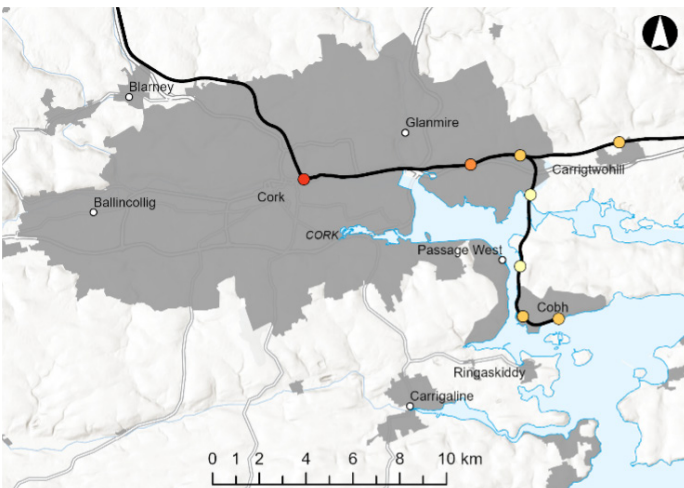 Blarney
Glanmire
Carrigtwohill
Cork
Ballincollig
CORK
Passage West
Cobh
Ringaskiddy
Carrigaline
0 1 2 4 6 8 10 km